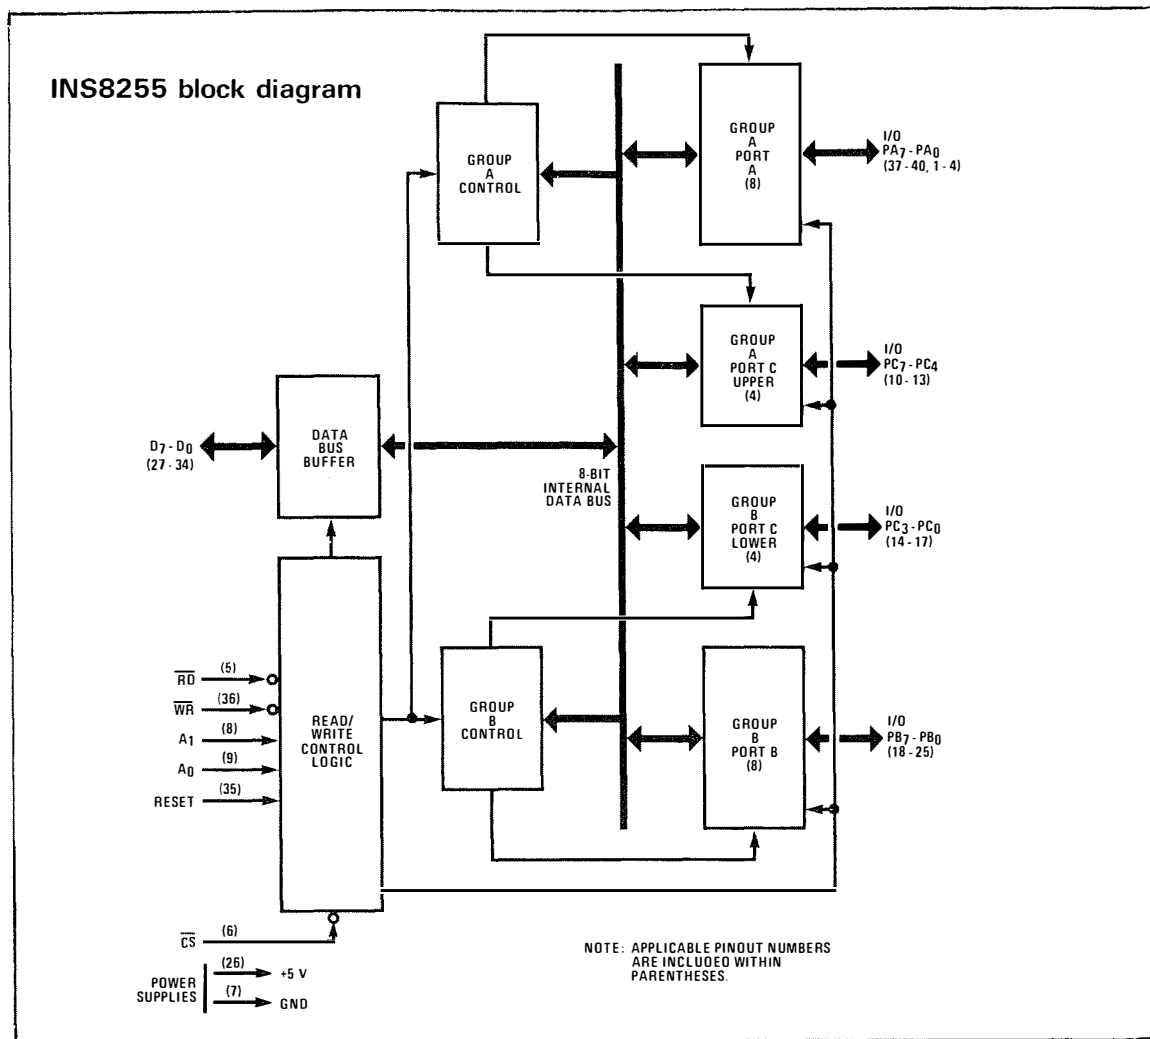 INS8255 block diagram
GROUP
A
CONTROL
GROUP
A
PORT
A
(8)
I/O
PA7 - PA0
(37 - 40, 1 - 4)
GROUP
A
PORT C
UPPER
(4)
I/O
PC7 - PC4
(10 - 13)
D7 - D0
(27 - 34)
DATA
BUS
BUFFER
8-BIT
INTERNAL
DATA BUS
GROUP
B
PORT C
LOWER
(4)
I/O
PC3 - PC0
(14 - 17)
RD (5)
WR (36)
A1 (8)
A0 (9)
RESET (35)
READ/
WRITE
CONTROL
LOGIC
GROUP
B
CONTROL
GROUP
B
PORT B
(8)
I/O
PB7 - PB0
(18 - 25)
CS (6)
POWER
SUPPLIES
(26) +5 V
(7) GND
NOTE: APPLICABLE PINOUT NUMBERS
ARE INCLUDED WITHIN
PARENTHESES.